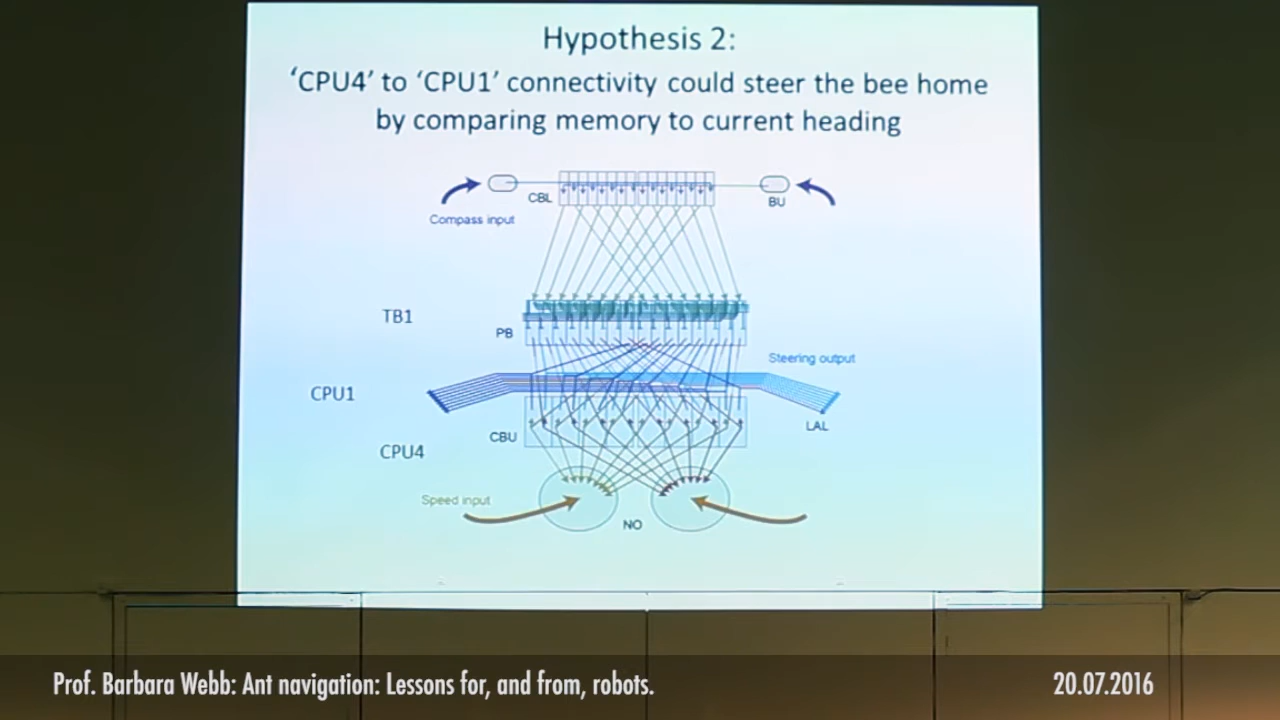 Hypothesis 2:
‘CPU4’ to ‘CPU1’ connectivity could steer the bee home
by comparing memory to current heading
CBL
BU
Compass input
TB1
PB
Steering output
CPU1
LAL
CBU
CPU4
Speed input
NO
Prof. Barbara Webb: Ant navigation: Lessons for, and from, robots.
20.07.2016